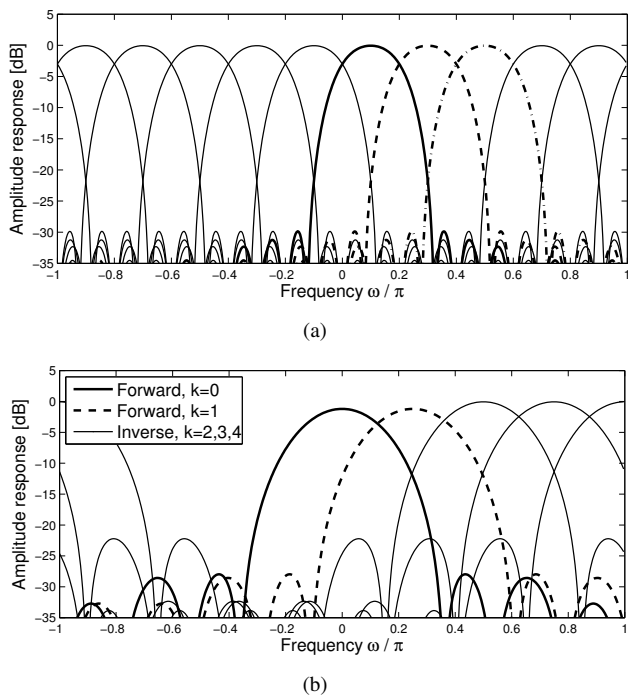 5
0
−5
−10
−15
−20
−25
−30
−35
Amplitude response [dB]
−1 −0.8 −0.6 −0.4 −0.2 0 0.2 0.4 0.6 0.8 1
Frequency ω / π
(a)
5
0
−5
−10
−15
−20
−25
−30
−35
Amplitude response [dB]
Forward, k=0
Forward, k=1
Inverse, k=2,3,4
−1 −0.8 −0.6 −0.4 −0.2 0 0.2 0.4 0.6 0.8 1
Frequency ω / π
(b)